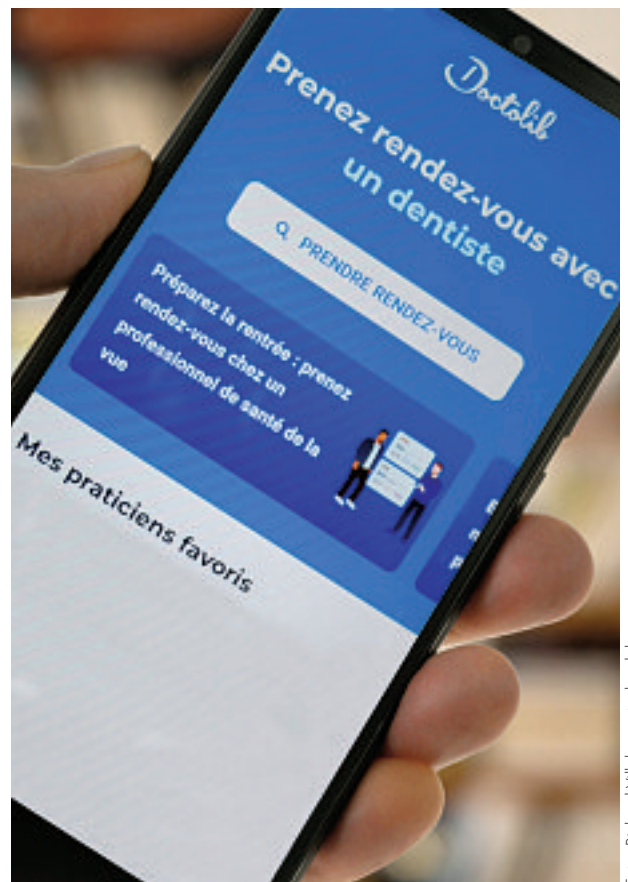 Doctolib
Prenez rendez-vous avec
un dentiste
PRENDRE RENDEZ-VOUS
Préparez la rentrée : prenez
rendez-vous chez un
professionnel de santé de la
vue
Mes praticiens favoris